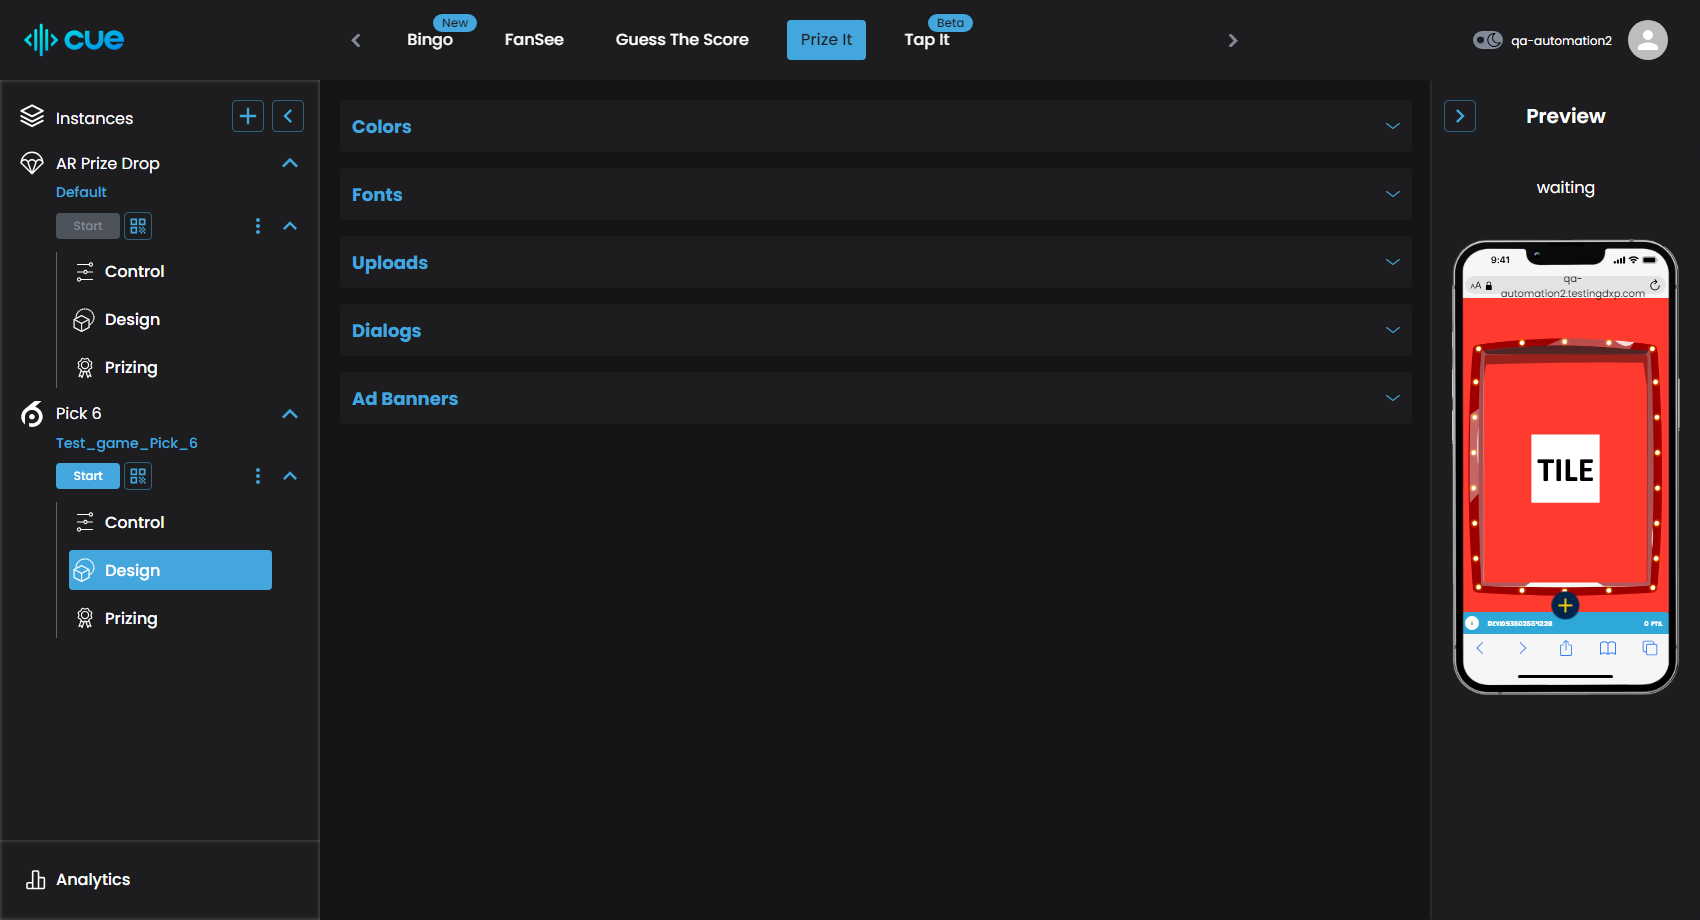 cue
New
Bingo
FanSee
Guess The Score
Prize It
Beta
Tap It
qa-automation2
Instances
AR Prize Drop
Default
Start
Control
Design
Prizing
Pick 6
Test_game_Pick_6
Start
Control
Design
Prizing
Analytics
Colors
Fonts
Uploads
Dialogs
Ad Banners
Preview
waiting
9:41
AA
qa-
automation2.testingdxp.com
TILE
0 PTS.